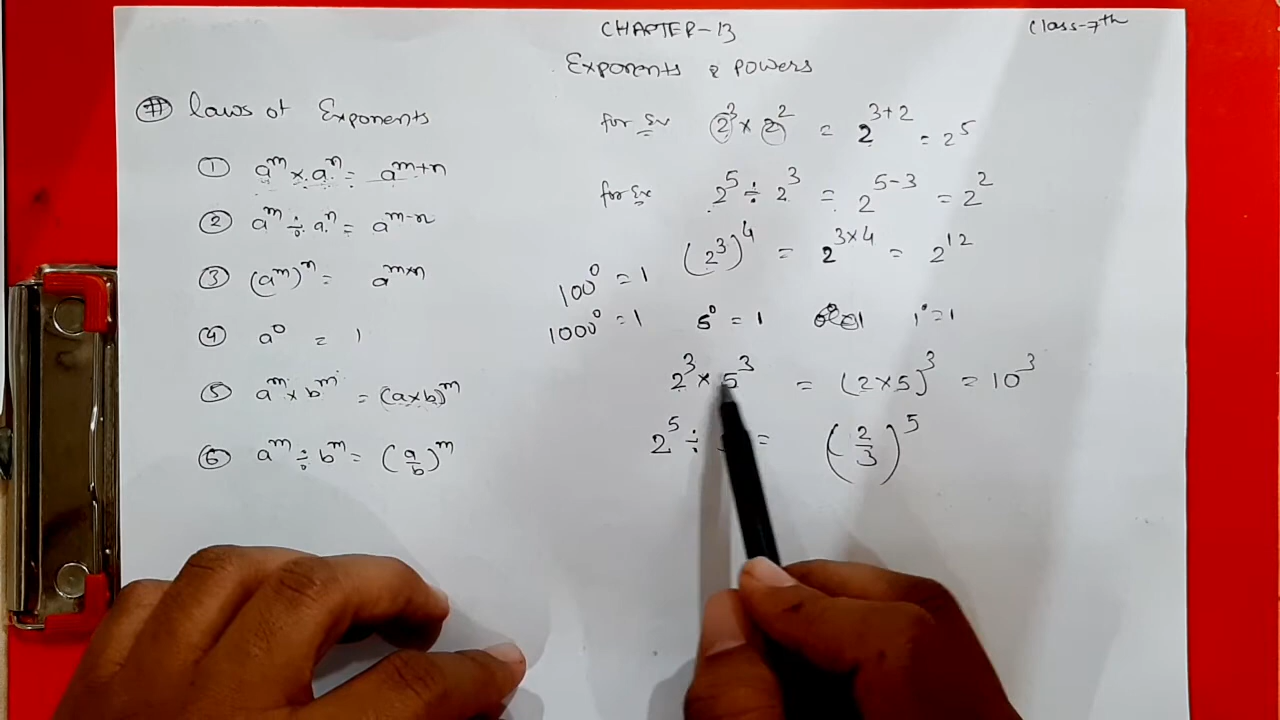 CHAPTER-13
Class-7th
Exponents & Powers
# laws of Exponents
① a^m × a^n = a^m+n
for Ex 2^3 × 2^2 = 2^3+2 = 2^5
② a^m ÷ a^n = a^m-n
for Ex 2^5 ÷ 2^3 = 2^5-3 = 2^2
③ (a^m)^n = a^m×n
(2^3)^4 = 2^3×4 = 2^12
100^0 = 1
④ a^0 = 1
1000^0 = 1 5^0 = 1 1^0 = 1
⑤ a^m × b^m = (a×b)^m
2^3 × 5^3 = (2×5)^3 = 10^3
⑥ a^m ÷ b^m = (a/b)^m
2^5 ÷ = (2/3)^5